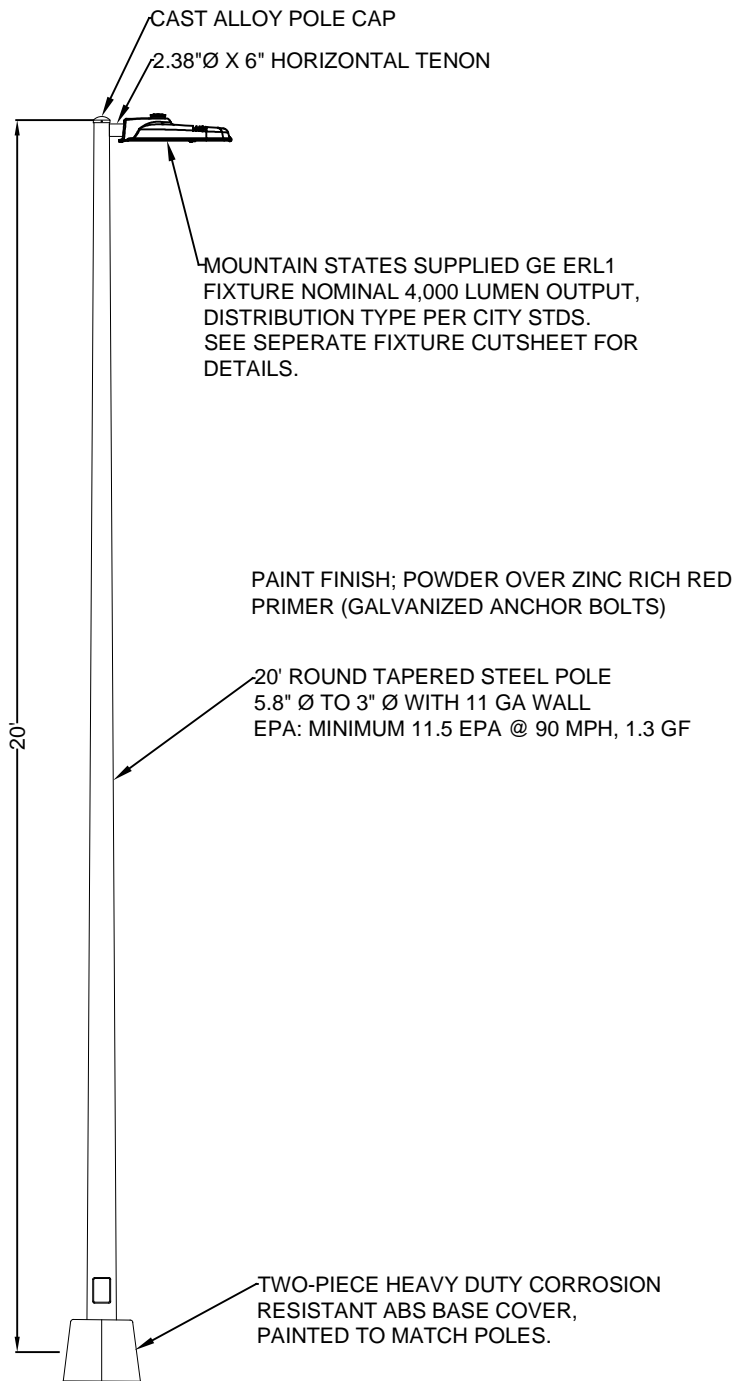 CAST ALLOY POLE CAP
2.38"Ø X 6" HORIZONTAL TENON
MOUNTAIN STATES SUPPLIED GE ERL1
FIXTURE NOMINAL 4,000 LUMEN OUTPUT,
DISTRIBUTION TYPE PER CITY STDS.
SEE SEPERATE FIXTURE CUTSHEET FOR
DETAILS.
PAINT FINISH; POWDER OVER ZINC RICH RED
PRIMER (GALVANIZED ANCHOR BOLTS)
20' ROUND TAPERED STEEL POLE
5.8" Ø TO 3" Ø WITH 11 GA WALL
EPA: MINIMUM 11.5 EPA @ 90 MPH, 1.3 GF
20'
TWO-PIECE HEAVY DUTY CORROSION
RESISTANT ABS BASE COVER,
PAINTED TO MATCH POLES.